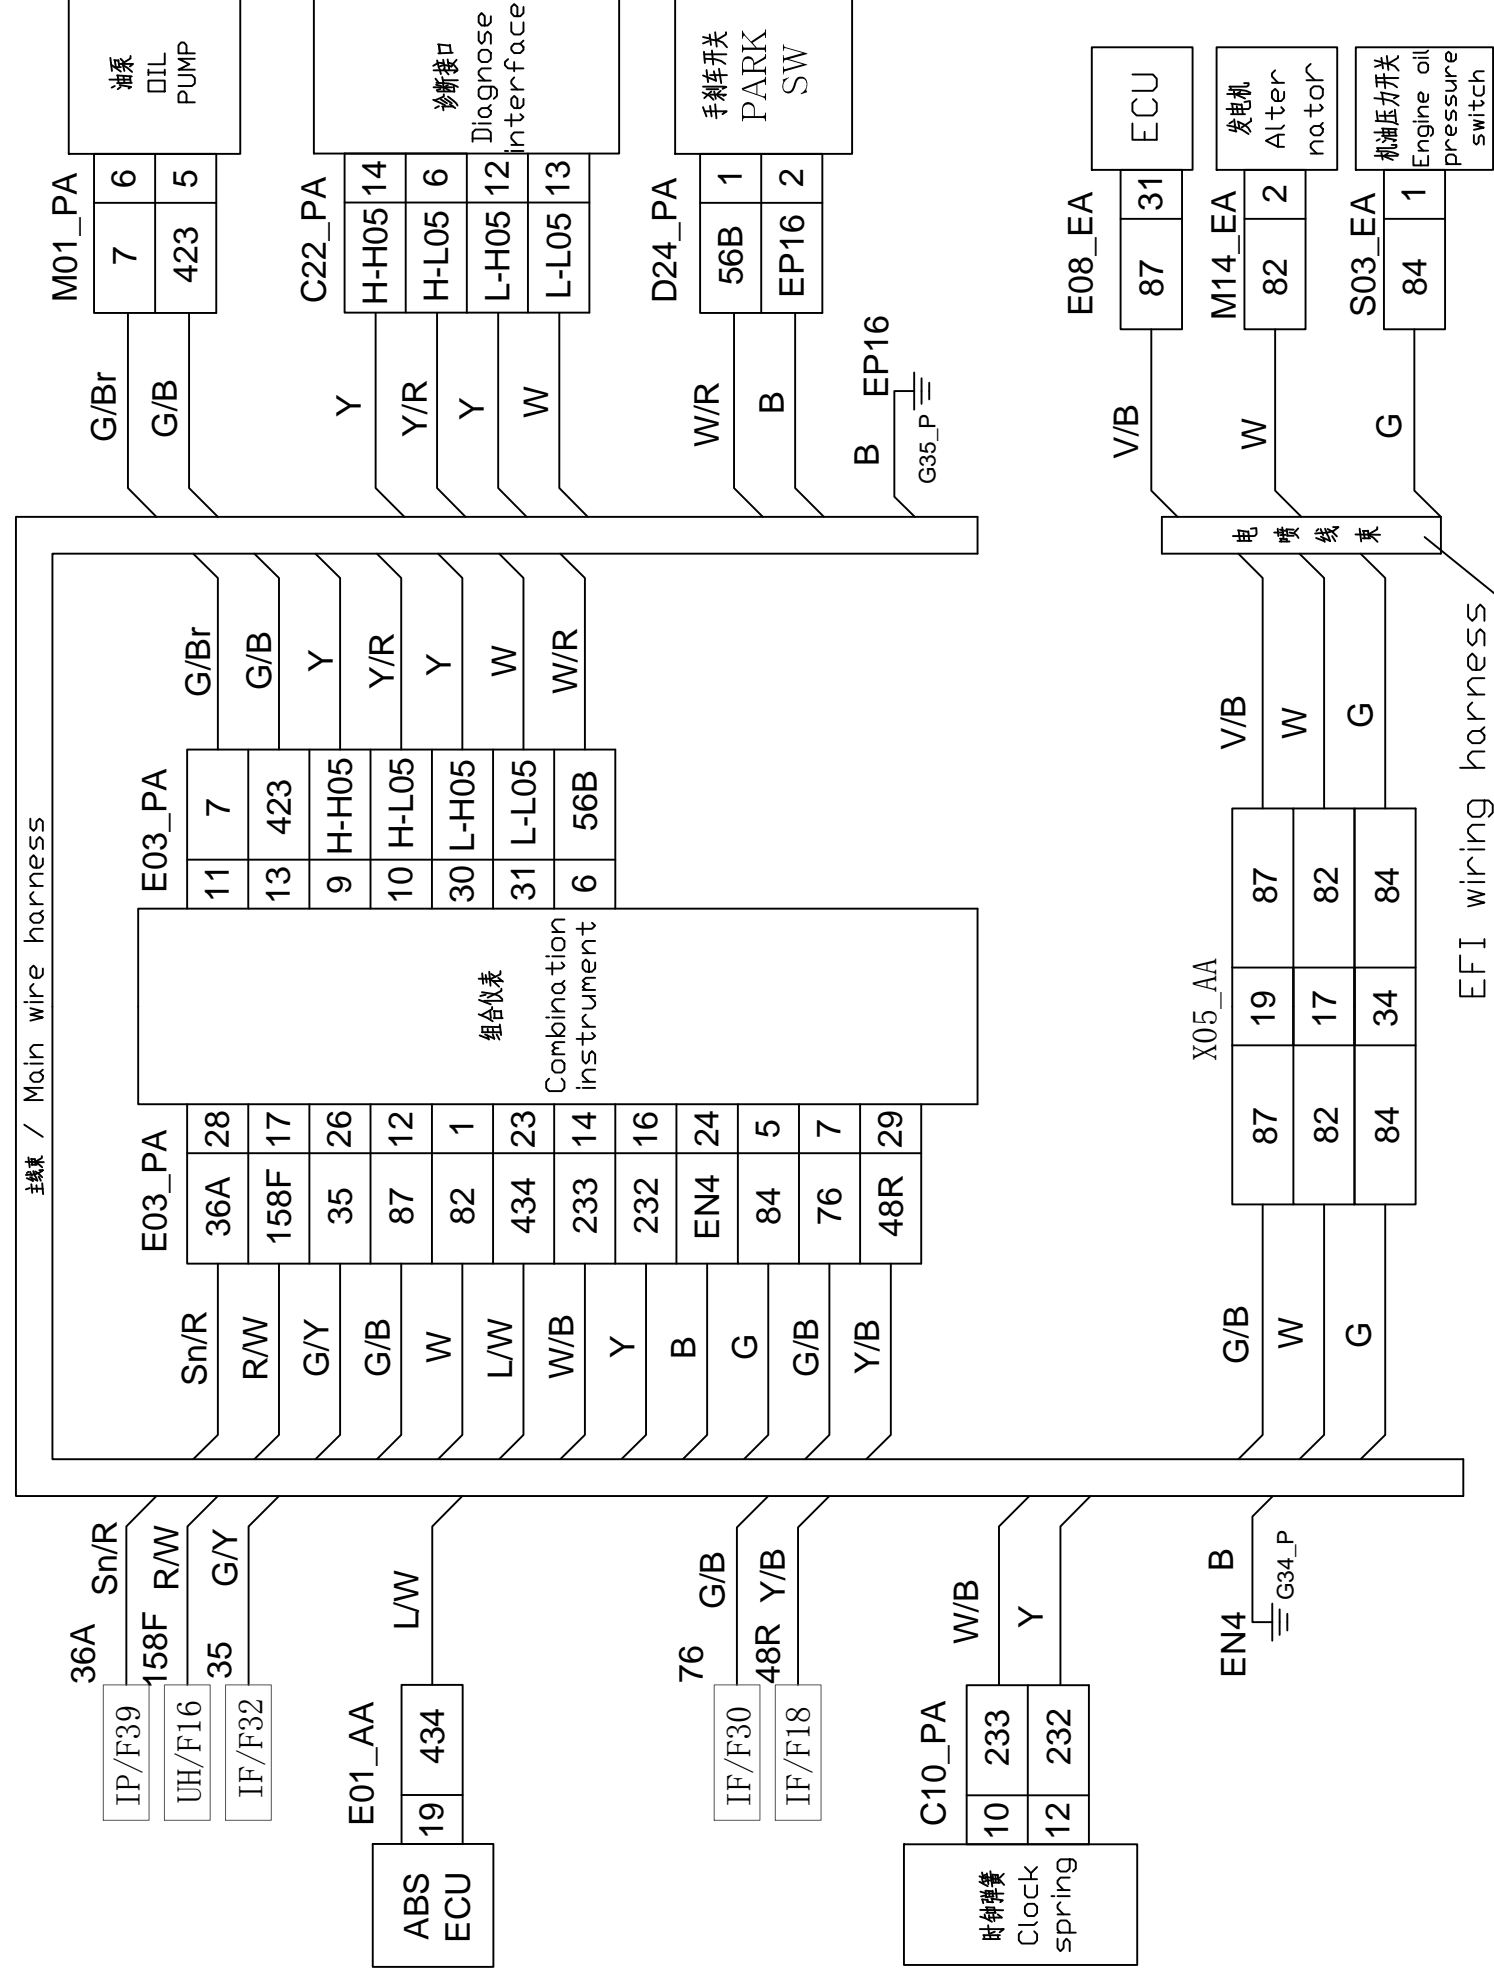 主线束 / Main wire harness
36A
Sn/R
IP/F39
158F
R/W
UH/F16
35
G/Y
IF/F32
E01_AA
ABS
ECU
19
434
L/W
76
G/B
IF/F30
48R
Y/B
IF/F18
C10_PA
时钟弹簧
Clock
spring
10
233
W/B
12
232
Y
EN4
B
G34_P
E03_PA
Sn/R
36A
28
R/W
158F
17
G/Y
35
26
G/B
87
12
W
82
1
L/W
434
23
W/B
233
14
Y
232
16
B
EN4
24
G
84
5
G/B
76
7
Y/B
48R
29
组合仪表
Combination
instrument
E03_PA
11
7
G/Br
13
423
G/B
9
H-H05
Y
10
H-L05
Y/R
30
L-H05
Y
31
L-L05
W
6
56B
W/R
M01_PA
G/Br
7
6
G/B
423
5
油泵
OIL
PUMP
C22_PA
Y
H-H05
14
Y/R
H-L05
6
Y
L-H05
12
W
L-L05
13
诊断接口
Diagnose
interface
D24_PA
W/R
56B
1
B
EP16
2
手刹车开关
PARK
SW
B
EP16
G35_P
X05_AA
G/B
87
19
87
V/B
W
82
17
82
W
G
84
34
84
G
电喷线束
EFI wiring harness
E08_EA
V/B
87
31
ECU
M14_EA
W
82
2
发电机
Alter
nator
S03_EA
G
84
1
机油压力开关
Engine oil
pressure
switch